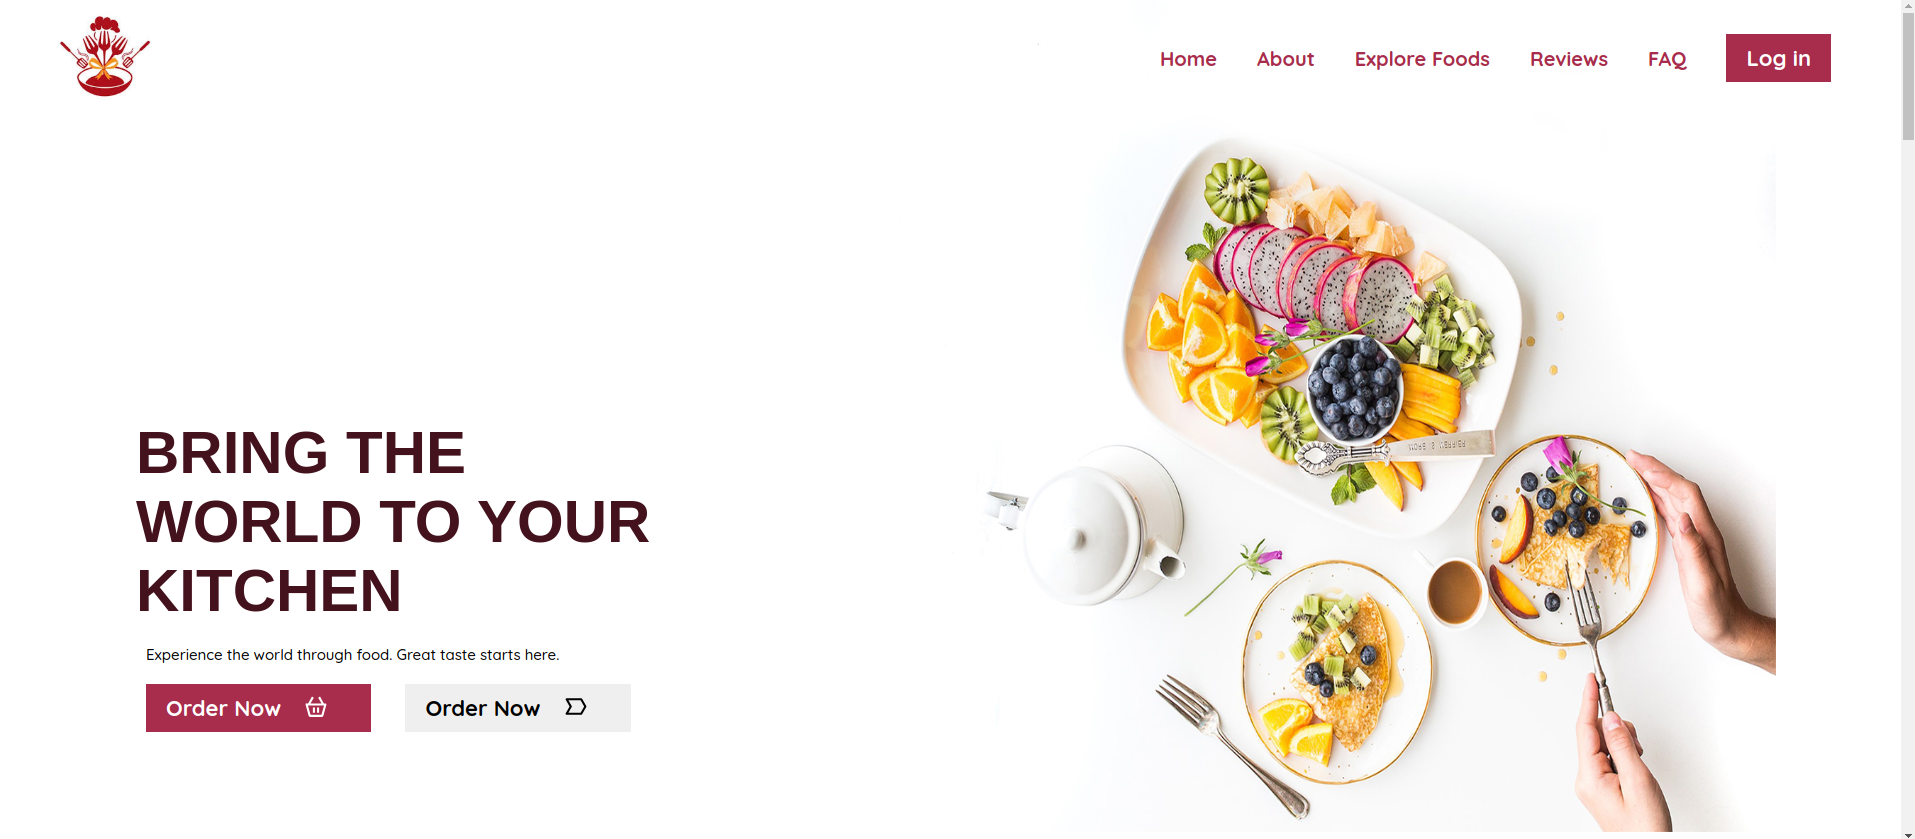 Home About Explore Foods Reviews FAQ Log in
BRING THE
WORLD TO YOUR
KITCHEN
Experience the world through food. Great taste starts here.
Order Now Order Now